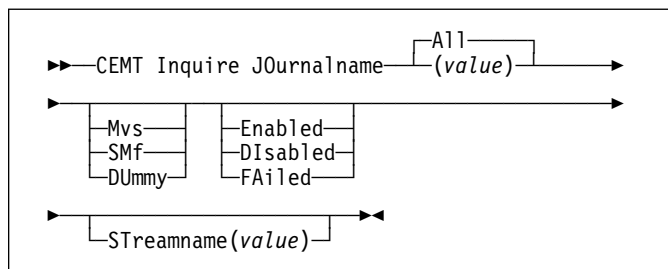 All
CEMT Inquire JOurnalname (value)
Mvs Enabled
SMf DIsabled
DUmmy FAiled
STreamname(value)